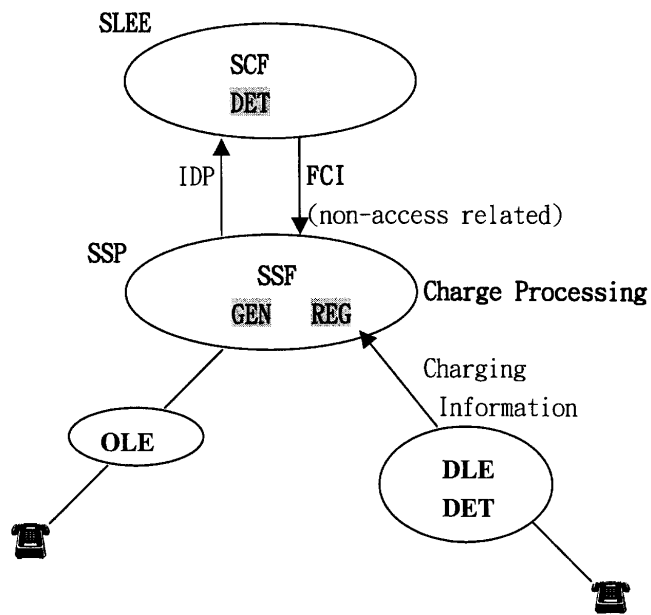 SLEE
SCF
DET
IDP
FCI
(non-access related)
SSP
SSF
GEN REG
Charge Processing
Charging
Information
OLE
DLE
DET